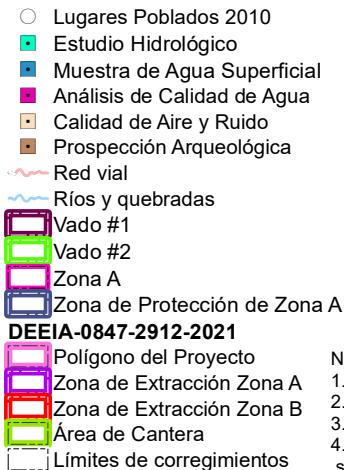 Lugares Poblados 2010
Estudio Hidrológico
Muestra de Agua Superficial
Análisis de Calidad de Agua
Calidad de Aire y Ruido
Prospección Arqueológica
Red vial
Ríos y quebradas
Vado #1
Vado #2
Zona A
Zona de Protección de Zona A
DEEIA-0847-2912-2021
Polígono del Proyecto
Zona de Extracción Zona A
Zona de Extracción Zona B
Área de Cantera
Límites de corregimientos
N
1.
2.
3.
4.
s